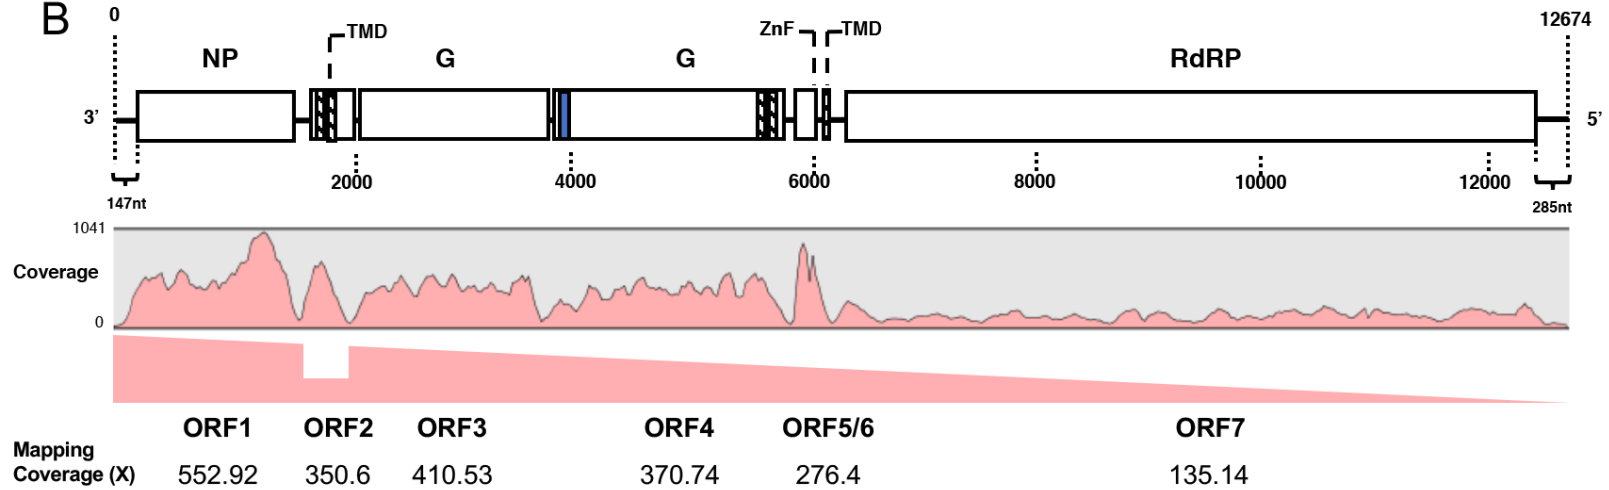 B
0
12674
TMD
ZnF
TMD
NP
G
G
RdRP
3’
5’
2000
4000
6000
8000
10000
12000
147nt
285nt
1041
Coverage
0
ORF1 ORF2 ORF3 ORF4 ORF5/6 ORF7
Mapping
Coverage (X) 552.92 350.6 410.53 370.74 276.4 135.14